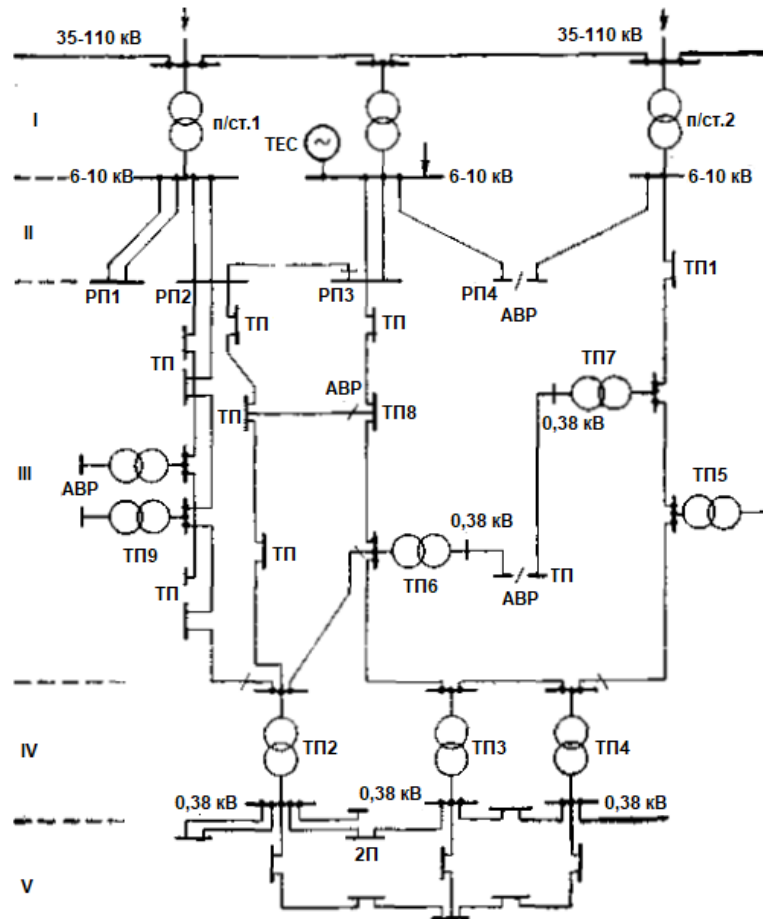 35-110 кВ
35-110 кВ
I
п/ст.1
ТЕС
~
п/ст.2
6-10 кВ
6-10 кВ
6-10 кВ
II
РП1
РП2
РП3
РП4
АВР
ТП1
ТП
ТП
ТП
АВР
ТП7
ТП
ТП8
0,38 кВ
III
АВР
ТП5
0,38 кВ
ТП9
ТП
ТП
ТП6
АВР
ТП
IV
ТП2
ТП3
ТП4
0,38 кВ
0,38 кВ
0,38 кВ
2П
V